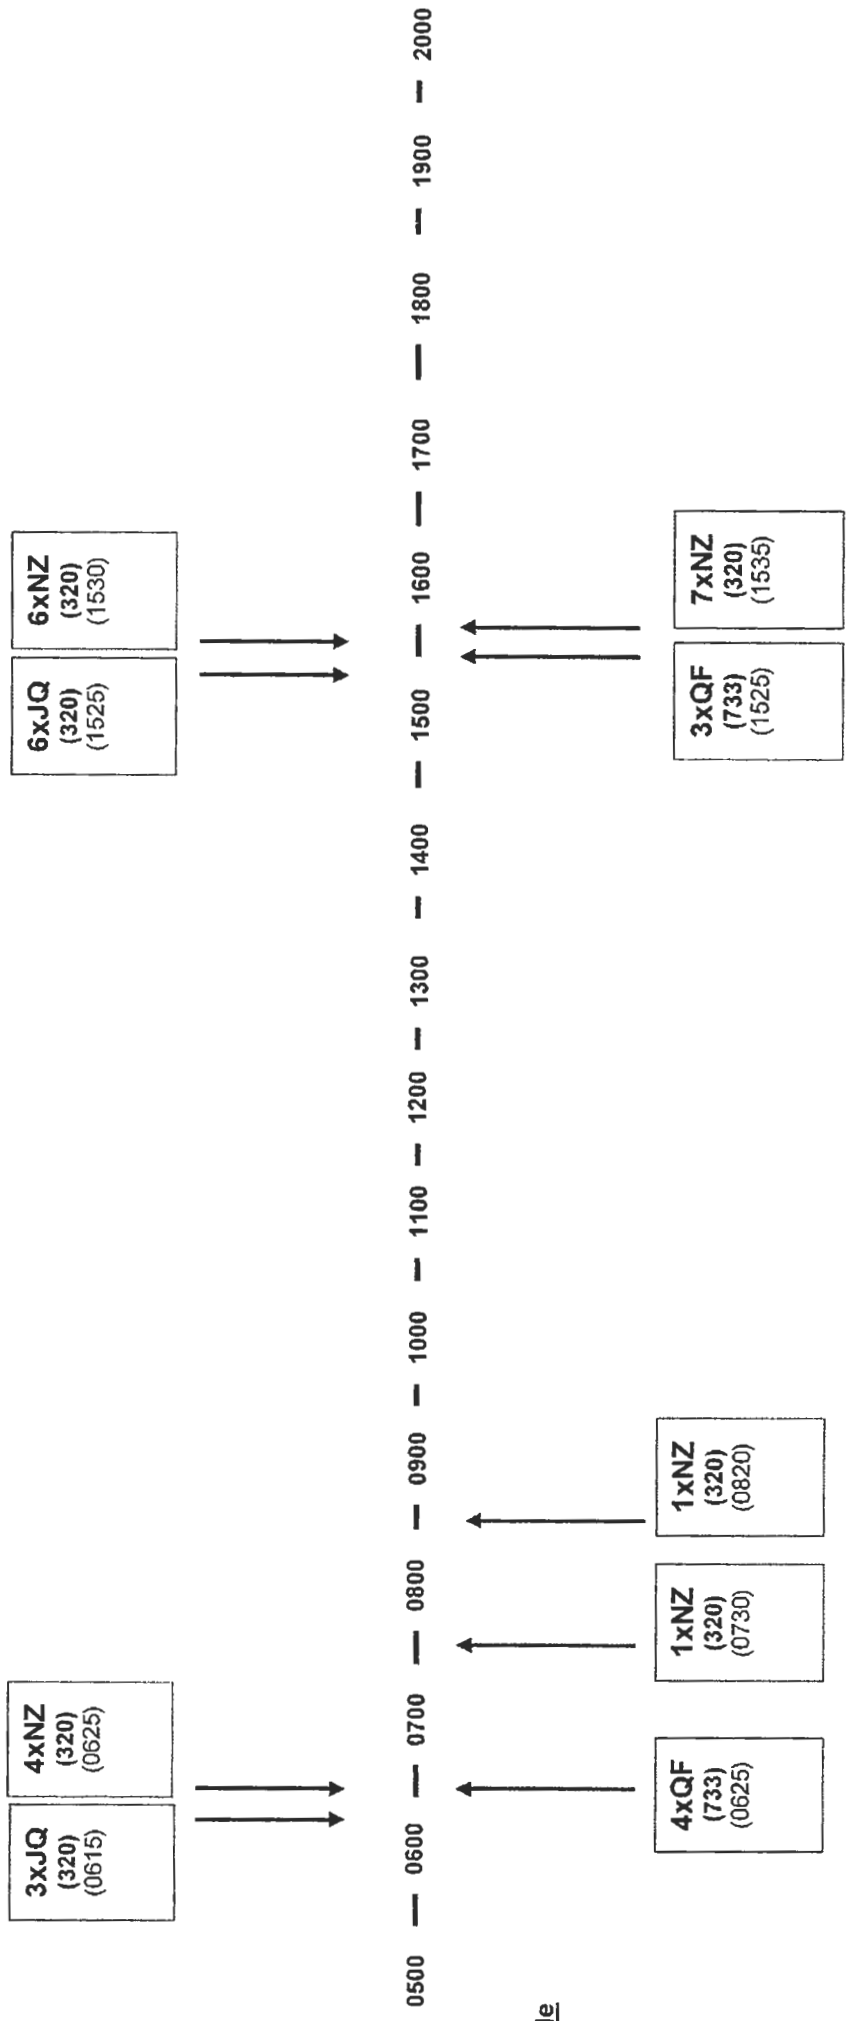 3xJQ
(320)
(0615)
4xNZ
(320)
(0625)
6xJQ
(320)
(1525)
6xNZ
(320)
(1530)
0500 — 0600 — 0700 — 0800 — 0900 — 1000 — 1100 — 1200 — 1300 — 1400 — 1500 — 1600 — 1700 — 1800 — 1900 — 2000
le
4xQF
(733)
(0625)
1xNZ
(320)
(0730)
1xNZ
(320)
(0820)
3xQF
(733)
(1525)
7xNZ
(320)
(1535)